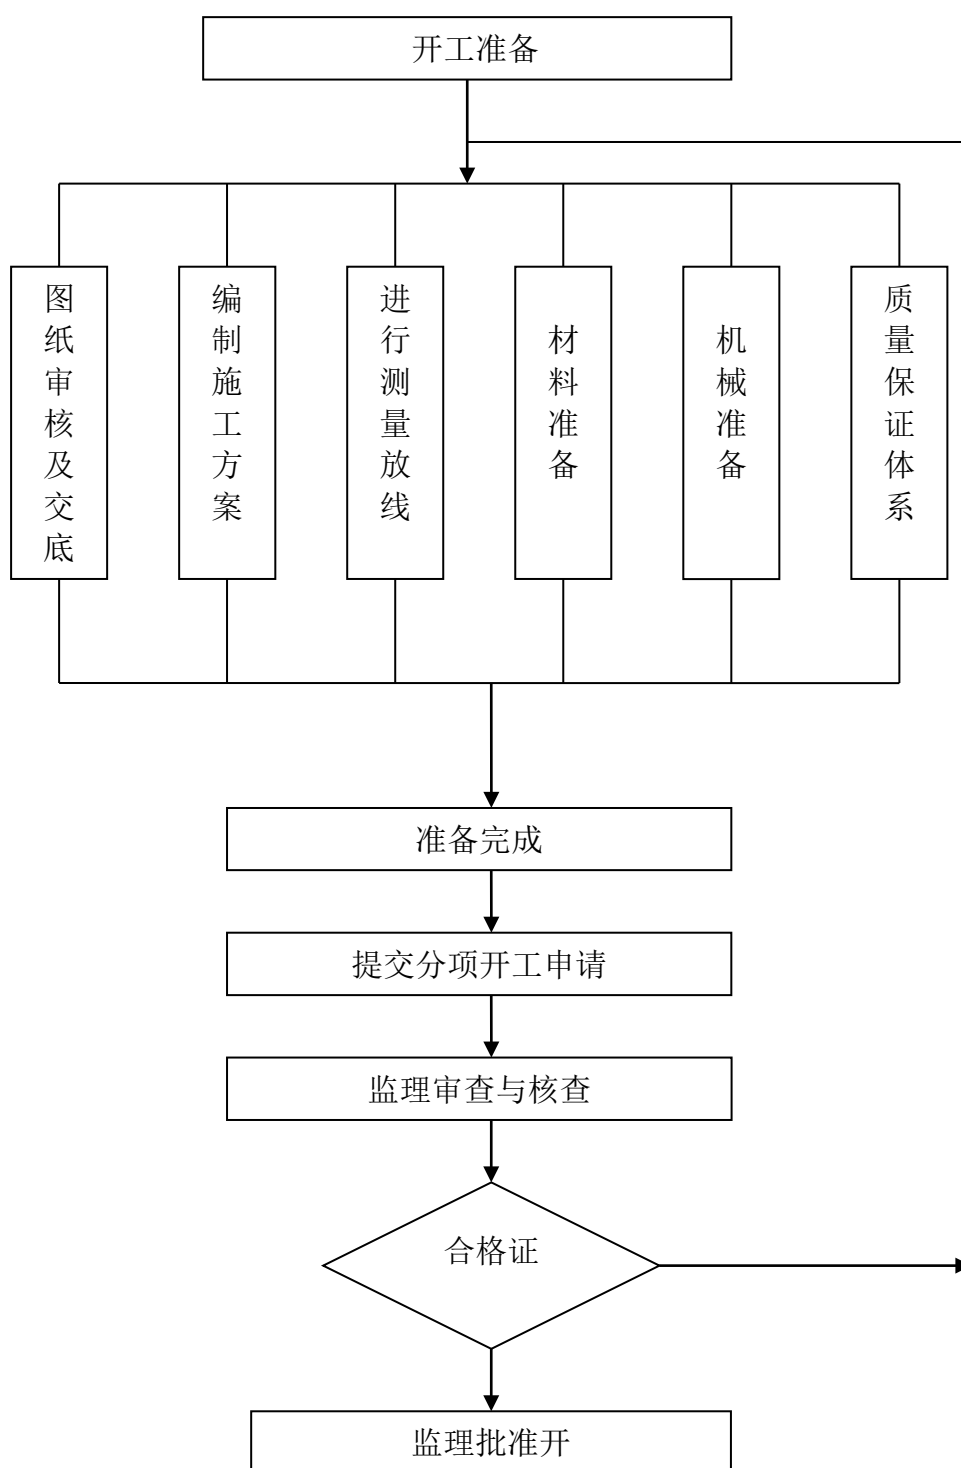 开工准备
图纸审核及交底
编制施工方案
进行测量放线
材料准备
机械准备
质量保证体系
准备完成
提交分项开工申请
监理审查与核查
合格证
监理批准开